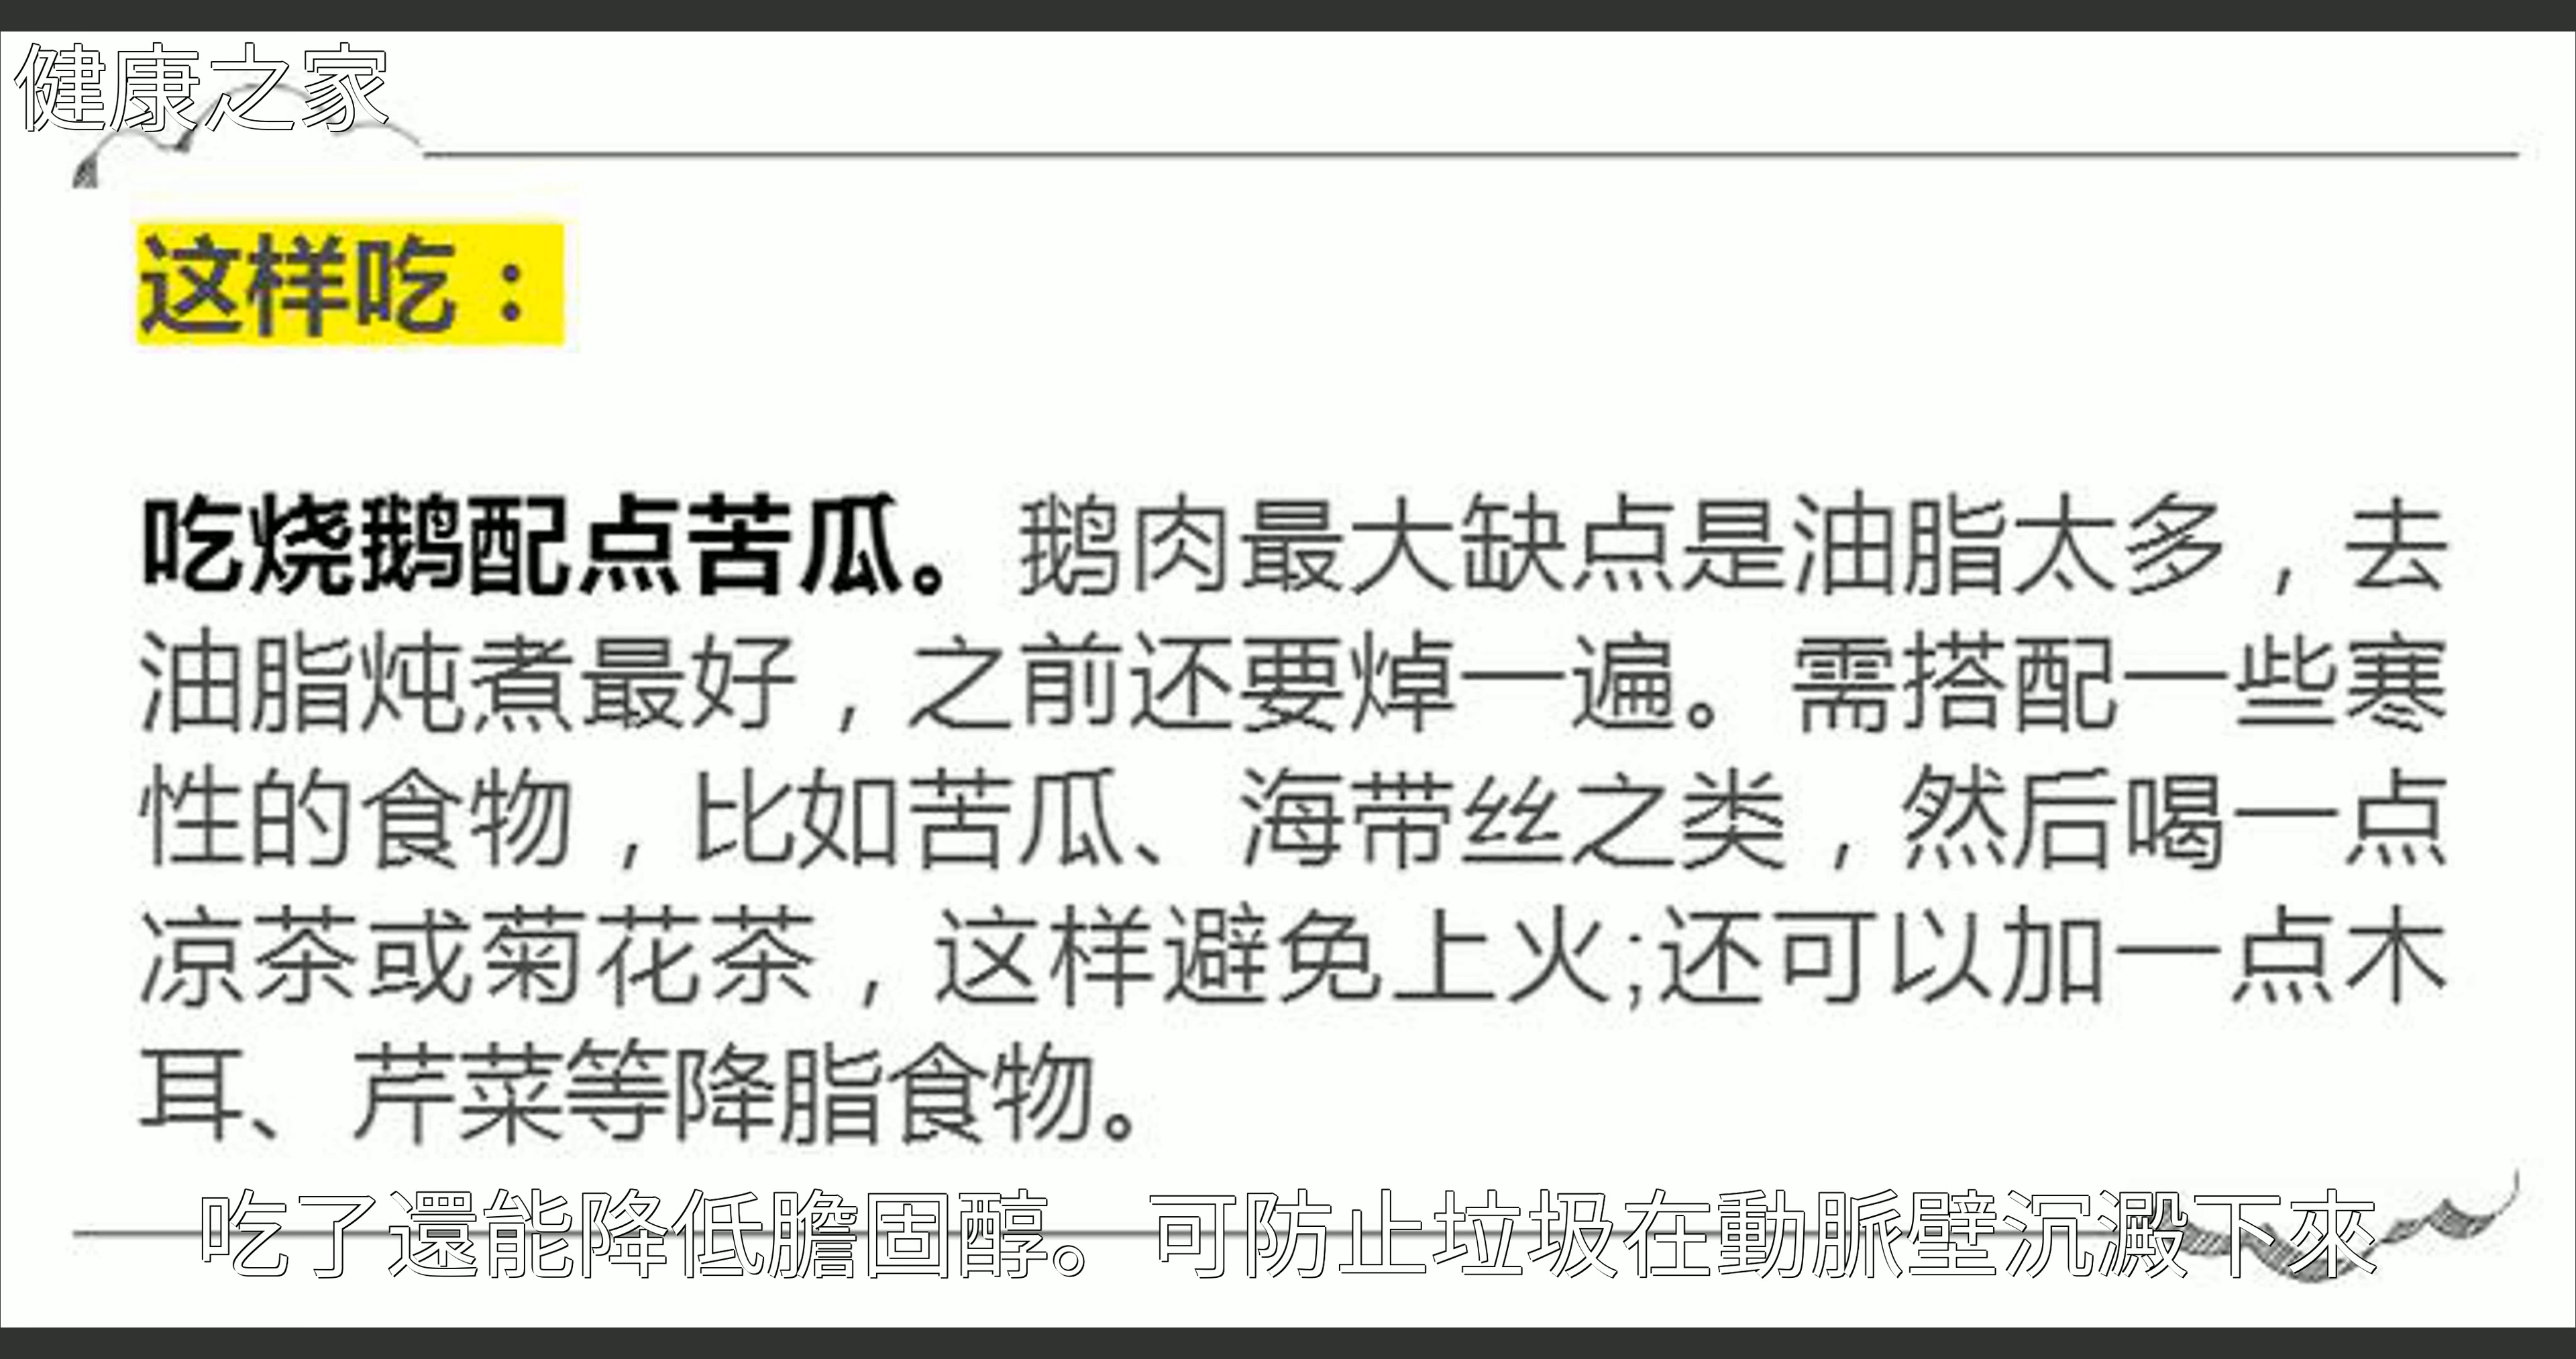 健康之家
这样吃：
吃烧鹅配点苦瓜。鹅肉最大缺点是油脂太多，去
油脂炖煮最好，之前还要焯一遍。需搭配一些寒
性的食物，比如苦瓜、海带丝之类，然后喝一点
凉茶或菊花茶，这样避免上火;还可以加一点木
耳、芹菜等降脂食物。
吃了還能降低膽固醇。可防止垃圾在動脈壁沉澱下來